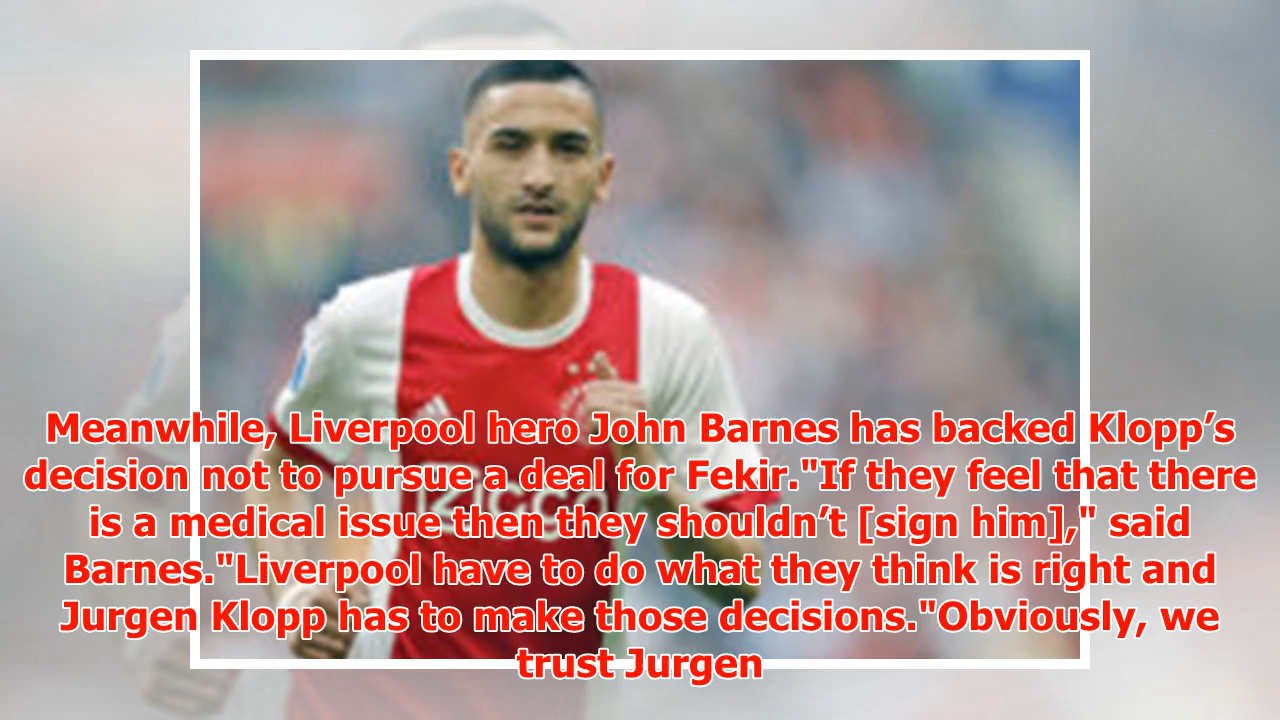 Meanwhile, Liverpool hero John Barnes has backed Klopp’s
decision not to pursue a deal for Fekir."If they feel that there
is a medical issue then they shouldn’t [sign him]," said
Barnes."Liverpool have to do what they think is right and
Jurgen Klopp has to make those decisions."Obviously, we
trust Jurgen
ZIGGO